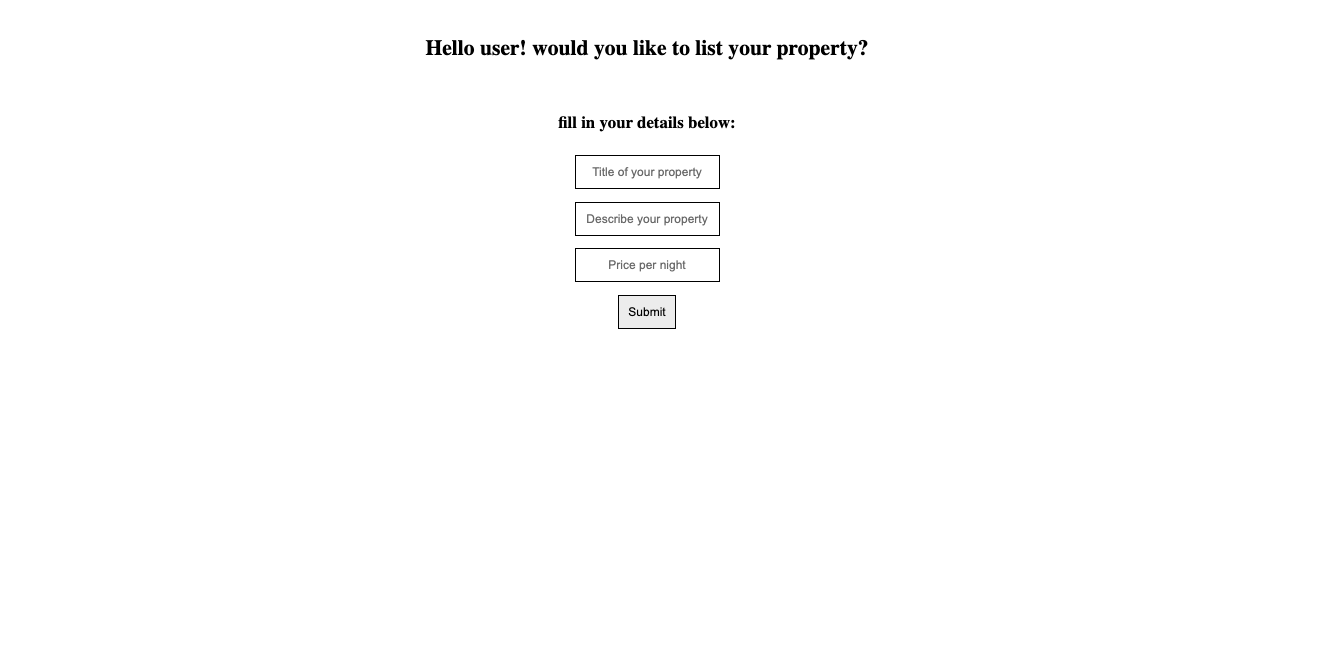 Hello user! would you like to list your property?
fill in your details below:
Title of your property
Describe your property
Price per night
Submit